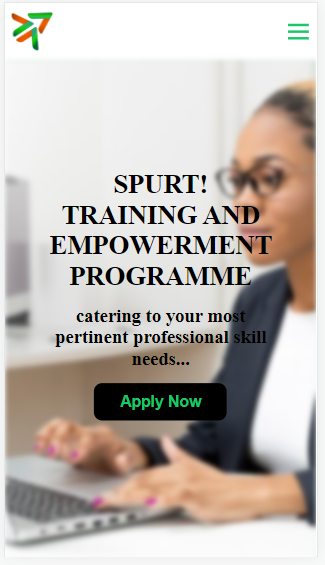 SPURT!
TRAINING AND
EMPOWERMENT
PROGRAMME
catering to your most
pertinent professional skill
needs...
Apply Now